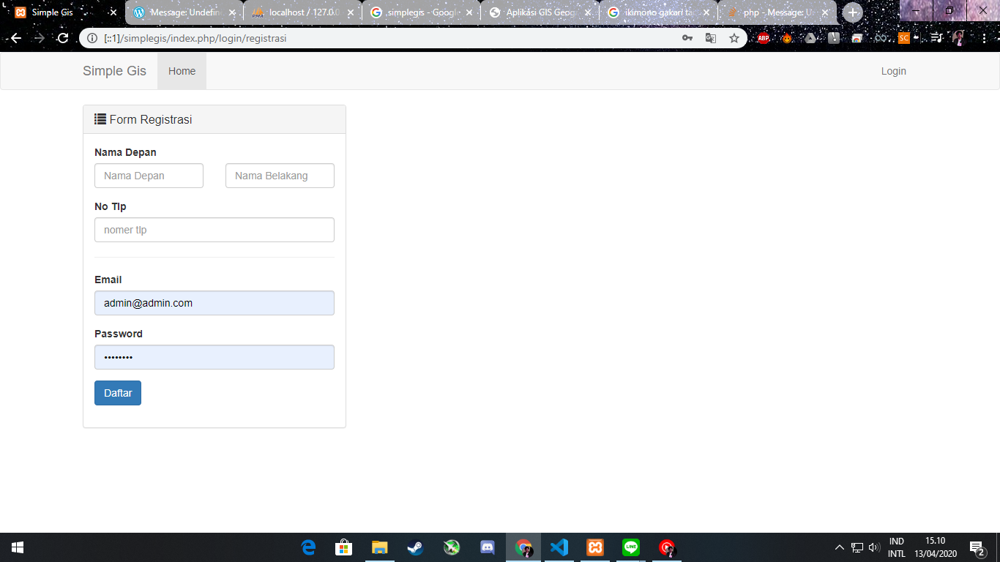 Simple Gis
Message: Undefin
localhost / 127.0.0
simplegis - Googl
Aplikasi GIS Geog
ikimono gakari ta
php - Message: Un
[::1]/simplegis/index.php/login/registrasi
ABP
SC
Simple Gis
Home
Login
Form Registrasi
Nama Depan
Nama Depan
Nama Belakang
No Tlp
nomer tlp
Email
admin@admin.com
Password
Daftar
IND
INTL
15.10
13/04/2020
2